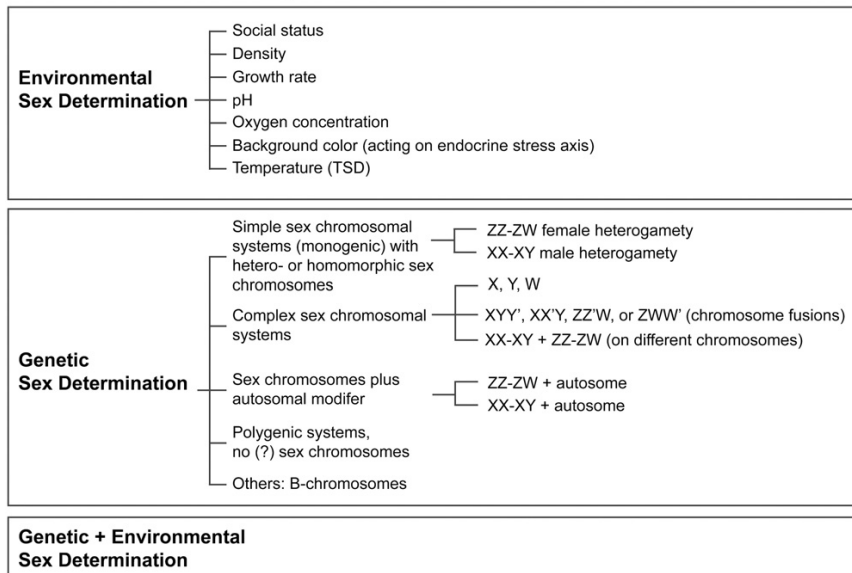 Environmental
Sex Determination
Social status
Density
Growth rate
pH
Oxygen concentration
Background color (acting on endocrine stress axis)
Temperature (TSD)
Genetic
Sex Determination
Simple sex chromosomal
systems (monogenic) with
hetero- or homomorphic sex
chromosomes
ZZ-ZW female heterogamety
XX-XY male heterogamety
Complex sex chromosomal
systems
X, Y, W
XYY’, XX’Y, ZZ’W, or ZWW’ (chromosome fusions)
XX-XY + ZZ-ZW (on different chromosomes)
Sex chromosomes plus
autosomal modifer
ZZ-ZW + autosome
XX-XY + autosome
Polygenic systems,
no (?) sex chromosomes
Others: B-chromosomes
Genetic + Environmental
Sex Determination